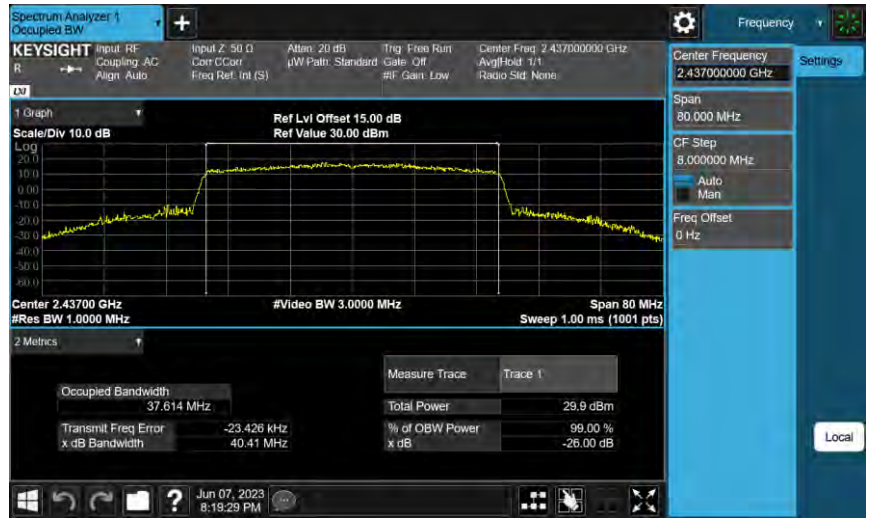 Spectrum Analyzer 1
Occupied BW
+
Frequency
KEYSIGHT
R
Input: RF
Coupling: AC
Align: Auto
Input Z: 50 Ω
Corr CCorr
Freq Ref: Int (S)
Atten: 20 dB
µW Path: Standard
Trig: Free Run
Gate: Off
#IF Gain: Low
Center Freq: 2.437000000 GHz
Avg|Hold: 1/1
Radio Std: None
LXI
Center Frequency
2.437000000 GHz
Settings
Span
80.000 MHz
CF Step
8.000000 MHz
Auto
Man
Freq Offset
0 Hz
1 Graph
Scale/Div 10.0 dB
Ref Lvl Offset 15.00 dB
Ref Value 30.00 dBm
Log
20.0
10.0
0.00
-10.0
-20.0
-30.0
-40.0
-50.0
-60.0
Center 2.43700 GHz
#Video BW 3.0000 MHz
Span 80 MHz
#Res BW 1.0000 MHz
Sweep 1.00 ms (1001 pts)
2 Metrics
Measure Trace
Trace 1
Occupied Bandwidth
37.614 MHz
Total Power
29.9 dBm
Transmit Freq Error
-23.426 kHz
% of OBW Power
99.00 %
x dB Bandwidth
40.41 MHz
x dB
-26.00 dB
Local
?
Jun 07, 2023
8:19:29 PM